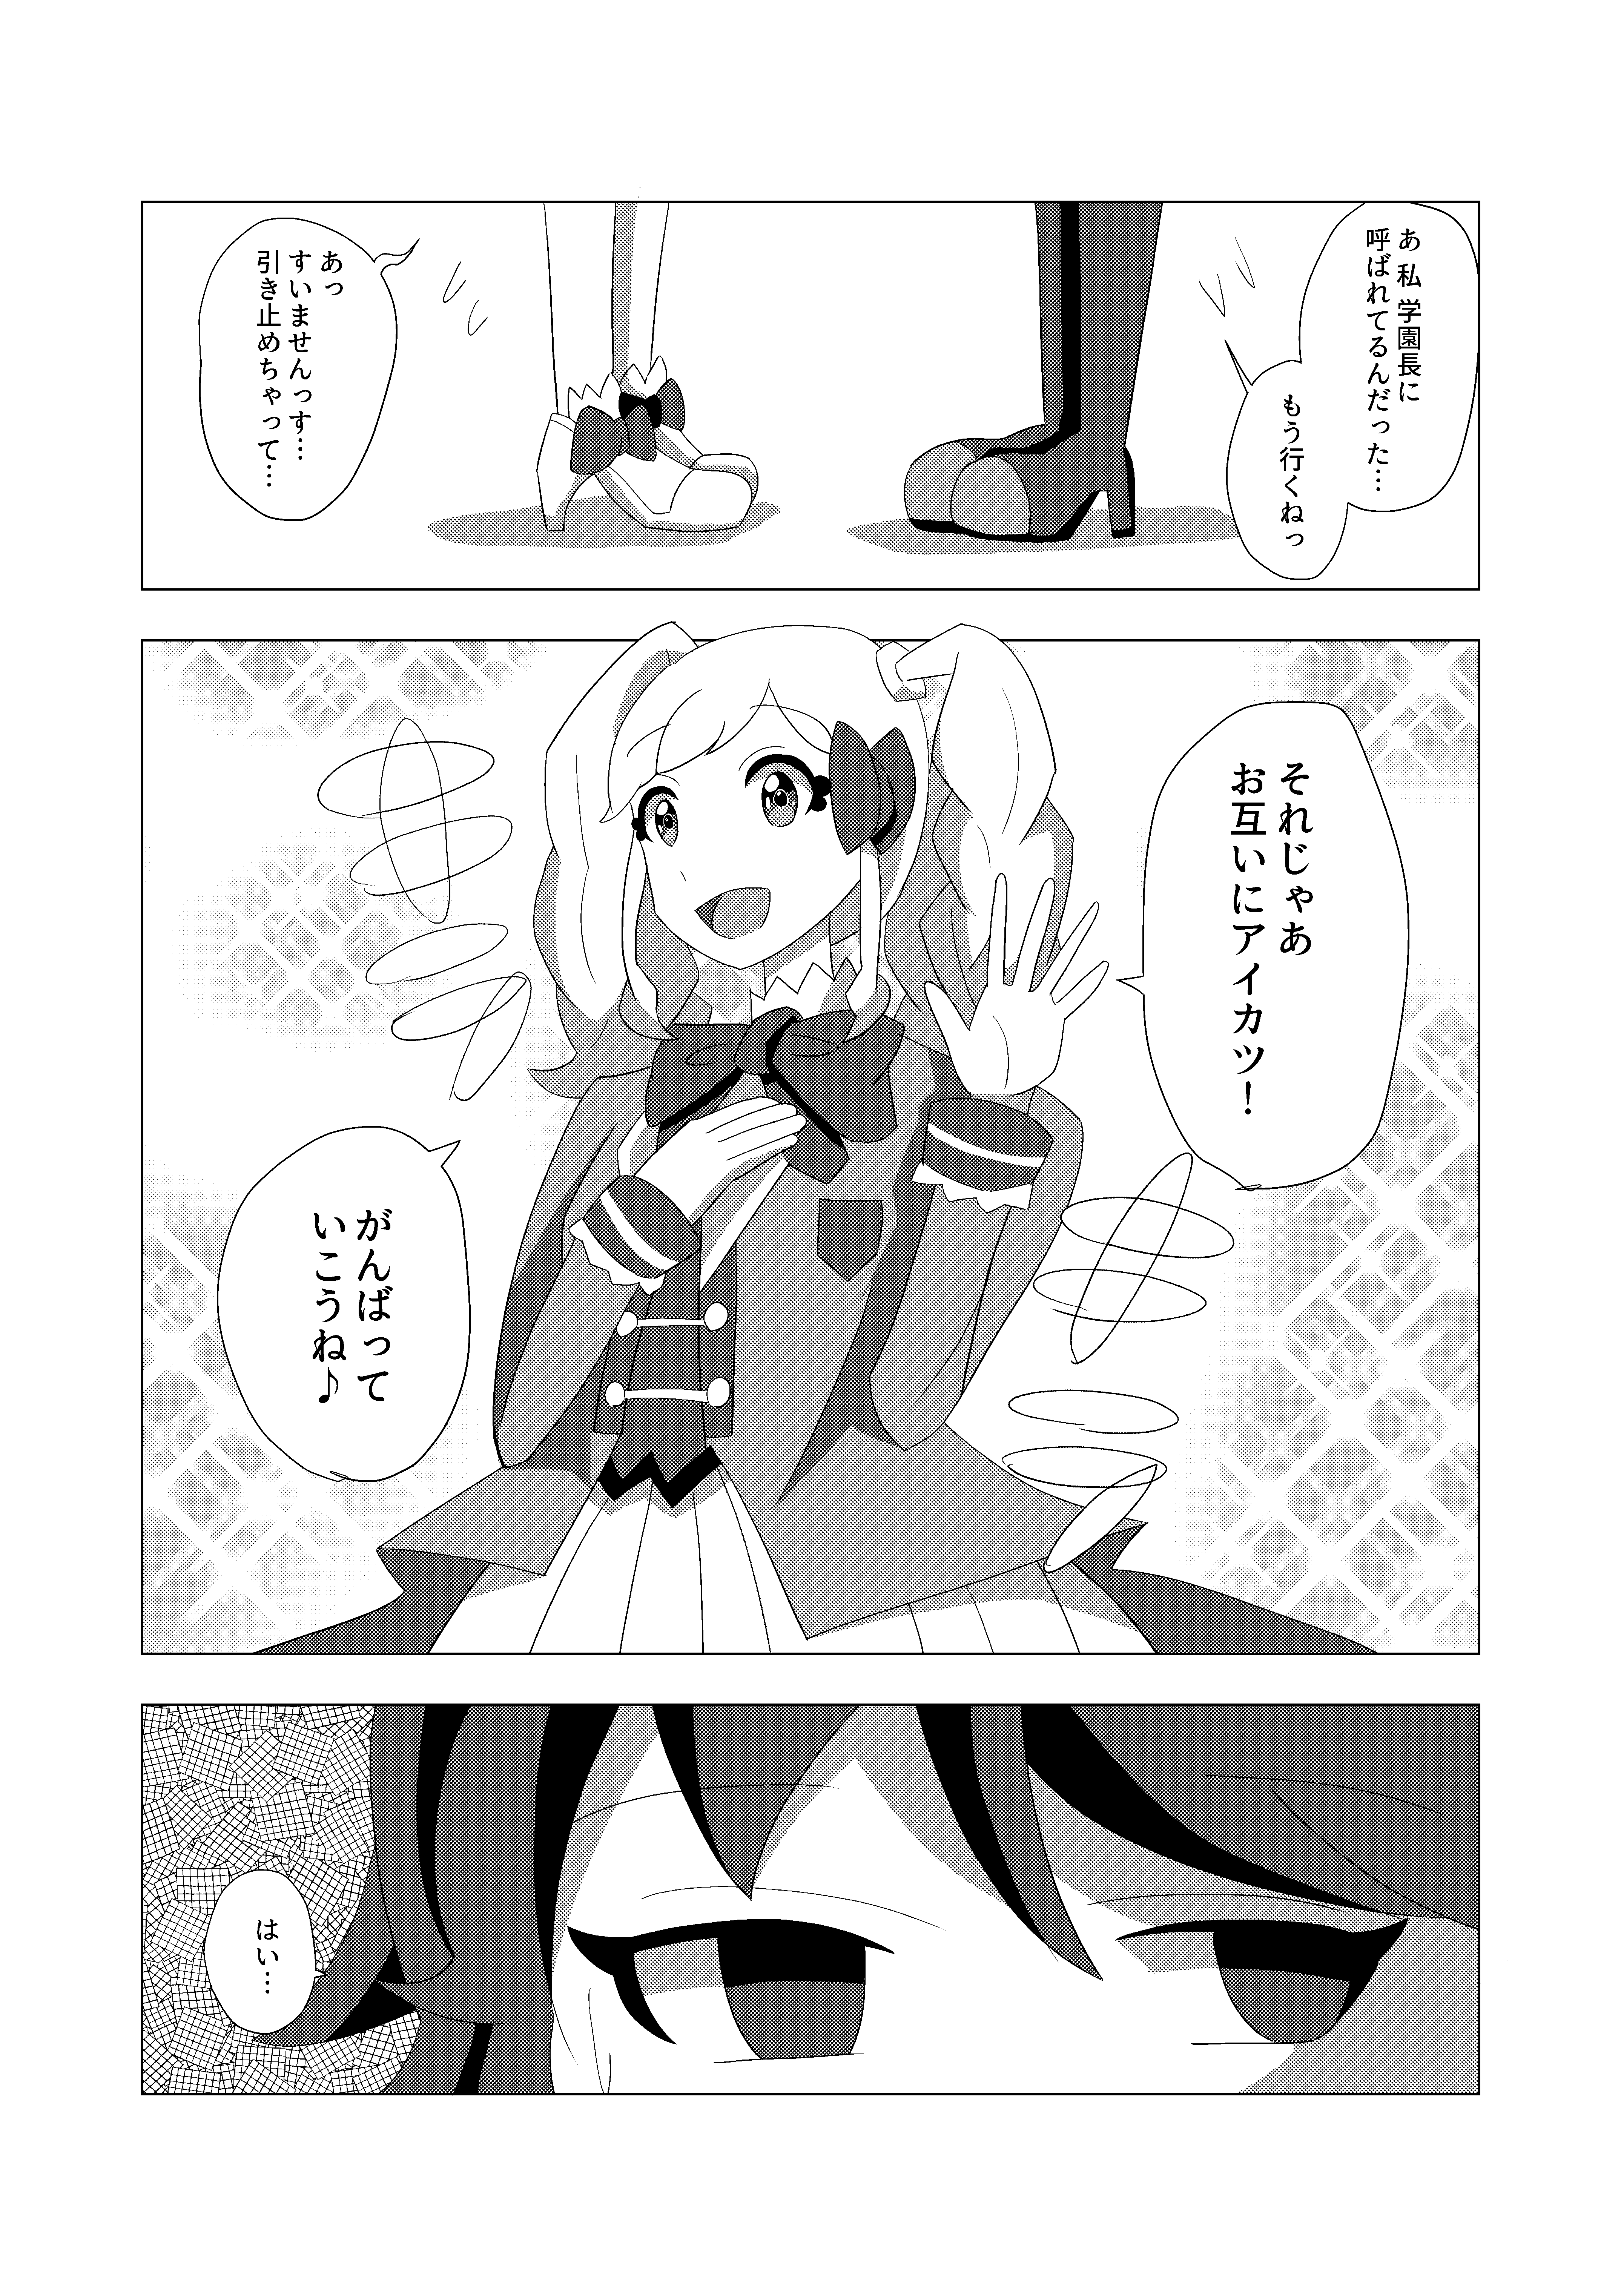 あ 私 学園長に
呼ばれてるんだった…
もう行くねっ
あっ
すいませんっす…
引き止めちゃって…
それじゃあ
お互いにアイカツ！
がんばって
いこうね♪
はい…